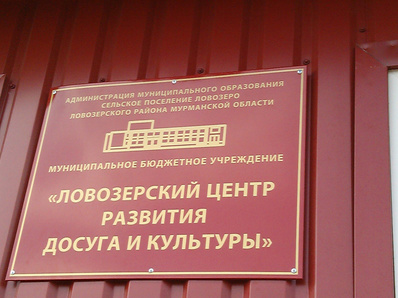 АДМИНИСТРАЦИЯ МУНИЦИПАЛЬНОГО ОБРАЗОВАНИЯ
СЕЛЬСКОЕ ПОСЕЛЕНИЕ ЛОВОЗЕРО
ЛОВОЗЕРСКОГО РАЙОНА МУРМАНСКОЙ ОБЛАСТИ
МУНИЦИПАЛЬНОЕ БЮДЖЕТНОЕ УЧРЕЖДЕНИЕ
«ЛОВОЗЕРСКИЙ ЦЕНТР
РАЗВИТИЯ
ДОСУГА И КУЛЬТУРЫ»